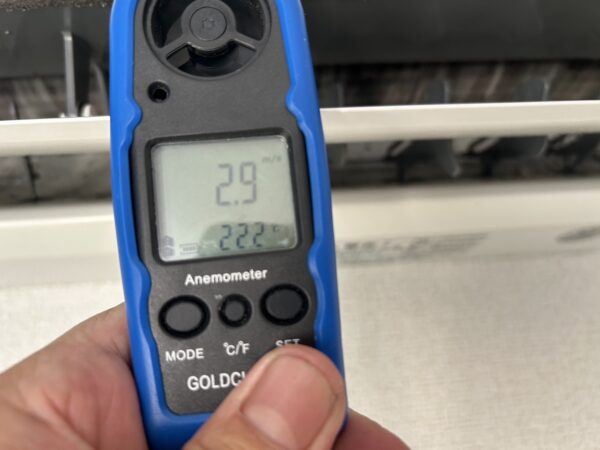 m/s
2.9
22.2 °C
Anemometer
MODE °C/°F SET